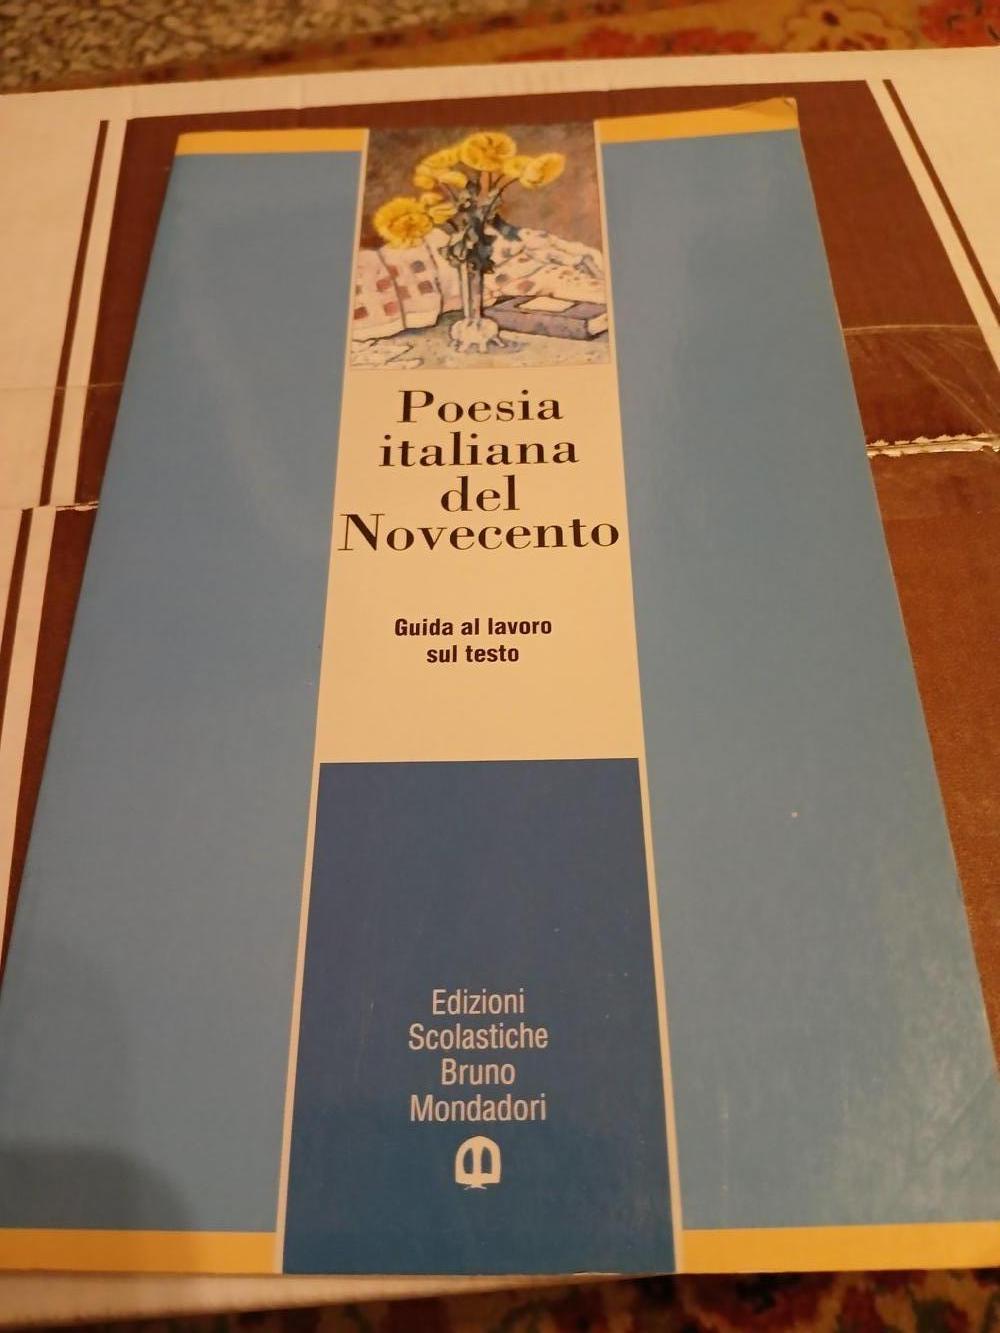 Poesia
italiana
del
Novecento
Guida al lavoro
sul testo
Edizioni
Scolastiche
Bruno
Mondadori